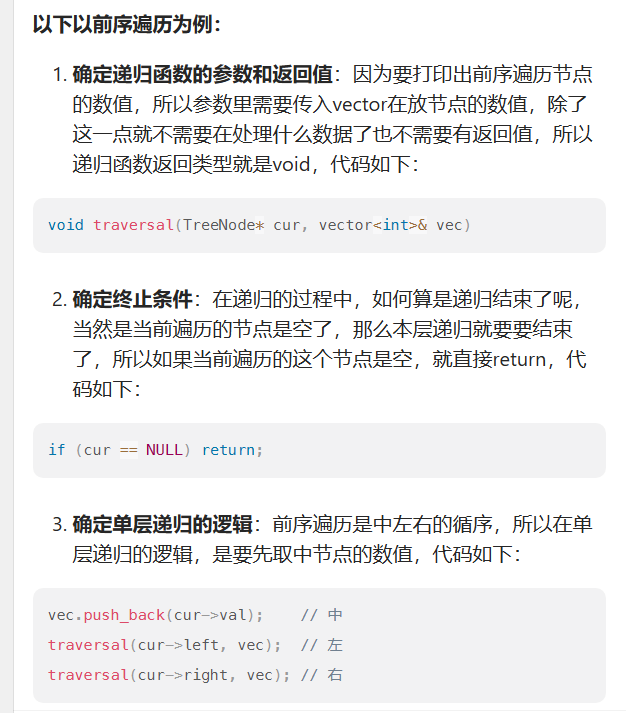 以下以前序遍历为例：
1. 确定递归函数的参数和返回值：因为要打印出前序遍历节点
的数值，所以参数里需要传入vector在放节点的数值，除了
这一点就不需要在处理什么数据了也不需要有返回值，所以
递归函数返回类型就是void，代码如下：
void traversal(TreeNode* cur, vector<int>& vec)
2. 确定终止条件：在递归的过程中，如何算是递归结束了呢，
当然是当前遍历的节点是空了，那么本层递归就要要结束
了，所以如果当前遍历的这个节点是空，就直接return，代
码如下：
if (cur == NULL) return;
3. 确定单层递归的逻辑：前序遍历是中左右的循序，所以在单
层递归的逻辑，是要先取中节点的数值，代码如下：
vec.push_back(cur->val);    // 中
traversal(cur->left, vec);  // 左
traversal(cur->right, vec); // 右